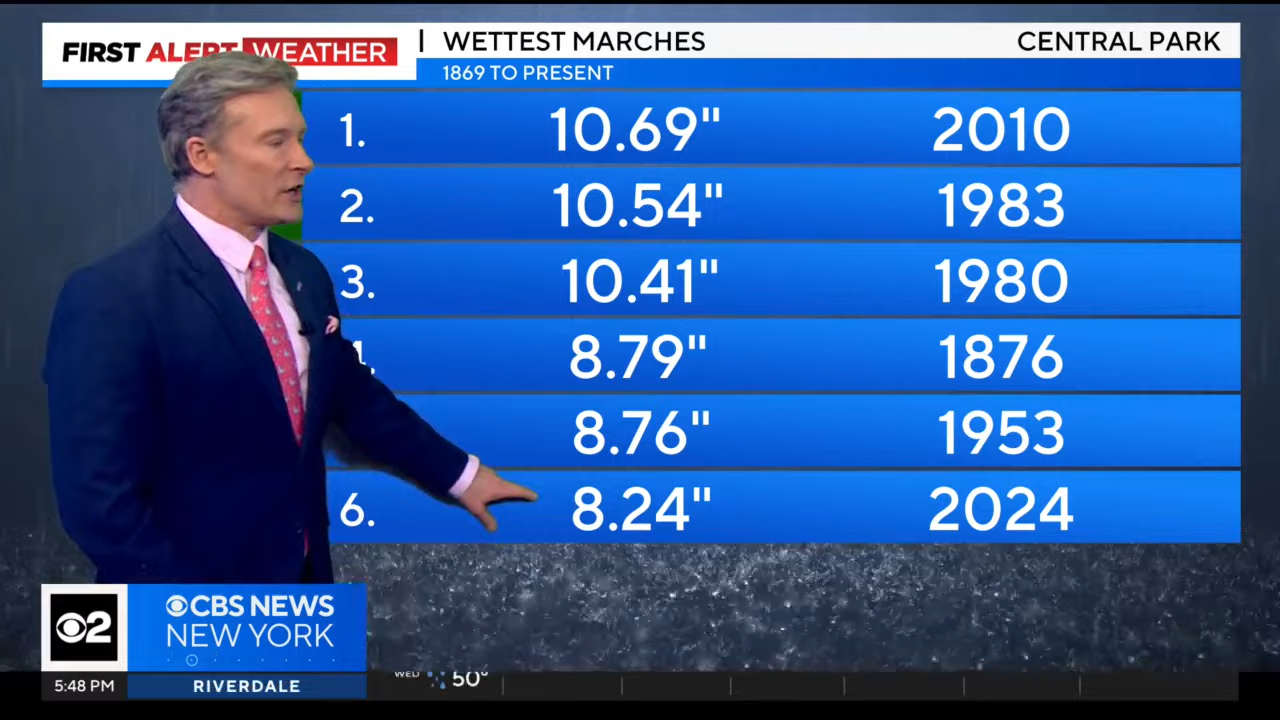 FIRST ALERT WEATHER
WETTEST MARCHES
CENTRAL PARK
1869 TO PRESENT
1. 10.69" 2010
2. 10.54" 1983
3. 10.41" 1980
4. 8.79" 1876
8.76" 1953
6. 8.24" 2024
2
CBS NEWS
NEW YORK
5:48 PM
RIVERDALE
WED 50°